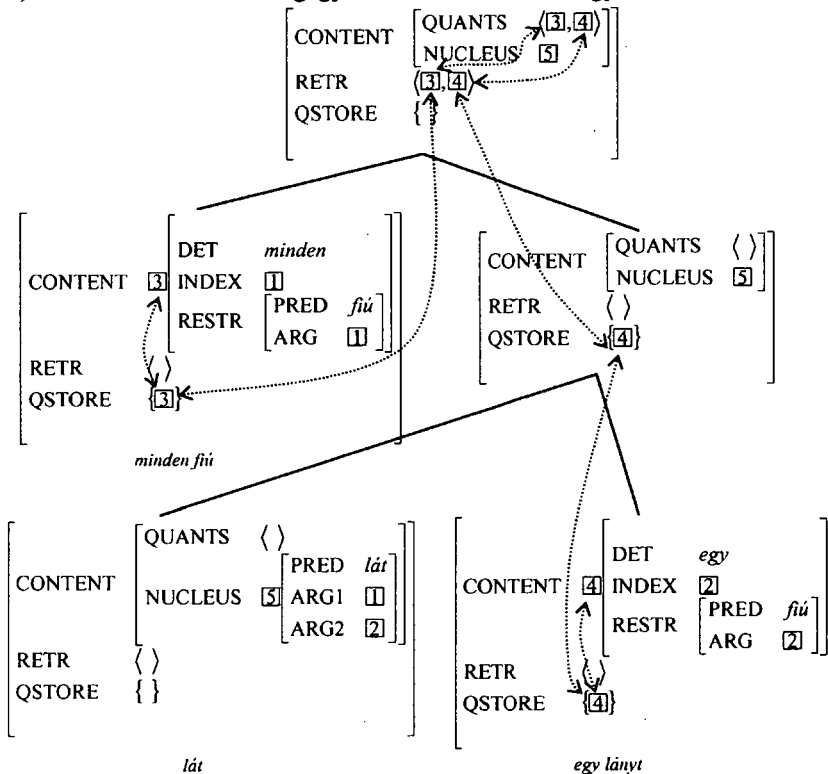 CONTENT QUANTS ⟨[3],[4]⟩
NUCLEUS [5]
RETR ⟨[3],[4]⟩
QSTORE { }
DET minden
CONTENT [3] INDEX [1]
RESTR PRED fiú
ARG [1]
RETR ⟨ ⟩
QSTORE {[3]}
minden fiú
CONTENT QUANTS ⟨ ⟩
NUCLEUS [5]
RETR ⟨ ⟩
QSTORE {[4]}
QUANTS ⟨ ⟩
CONTENT NUCLEUS [5] PRED lát
ARG1 [1]
ARG2 [2]
RETR ⟨ ⟩
QSTORE { }
lát
DET egy
CONTENT [4] INDEX [2]
RESTR PRED fiú
ARG [2]
RETR ⟨ ⟩
QSTORE {[4]}
egy lányt